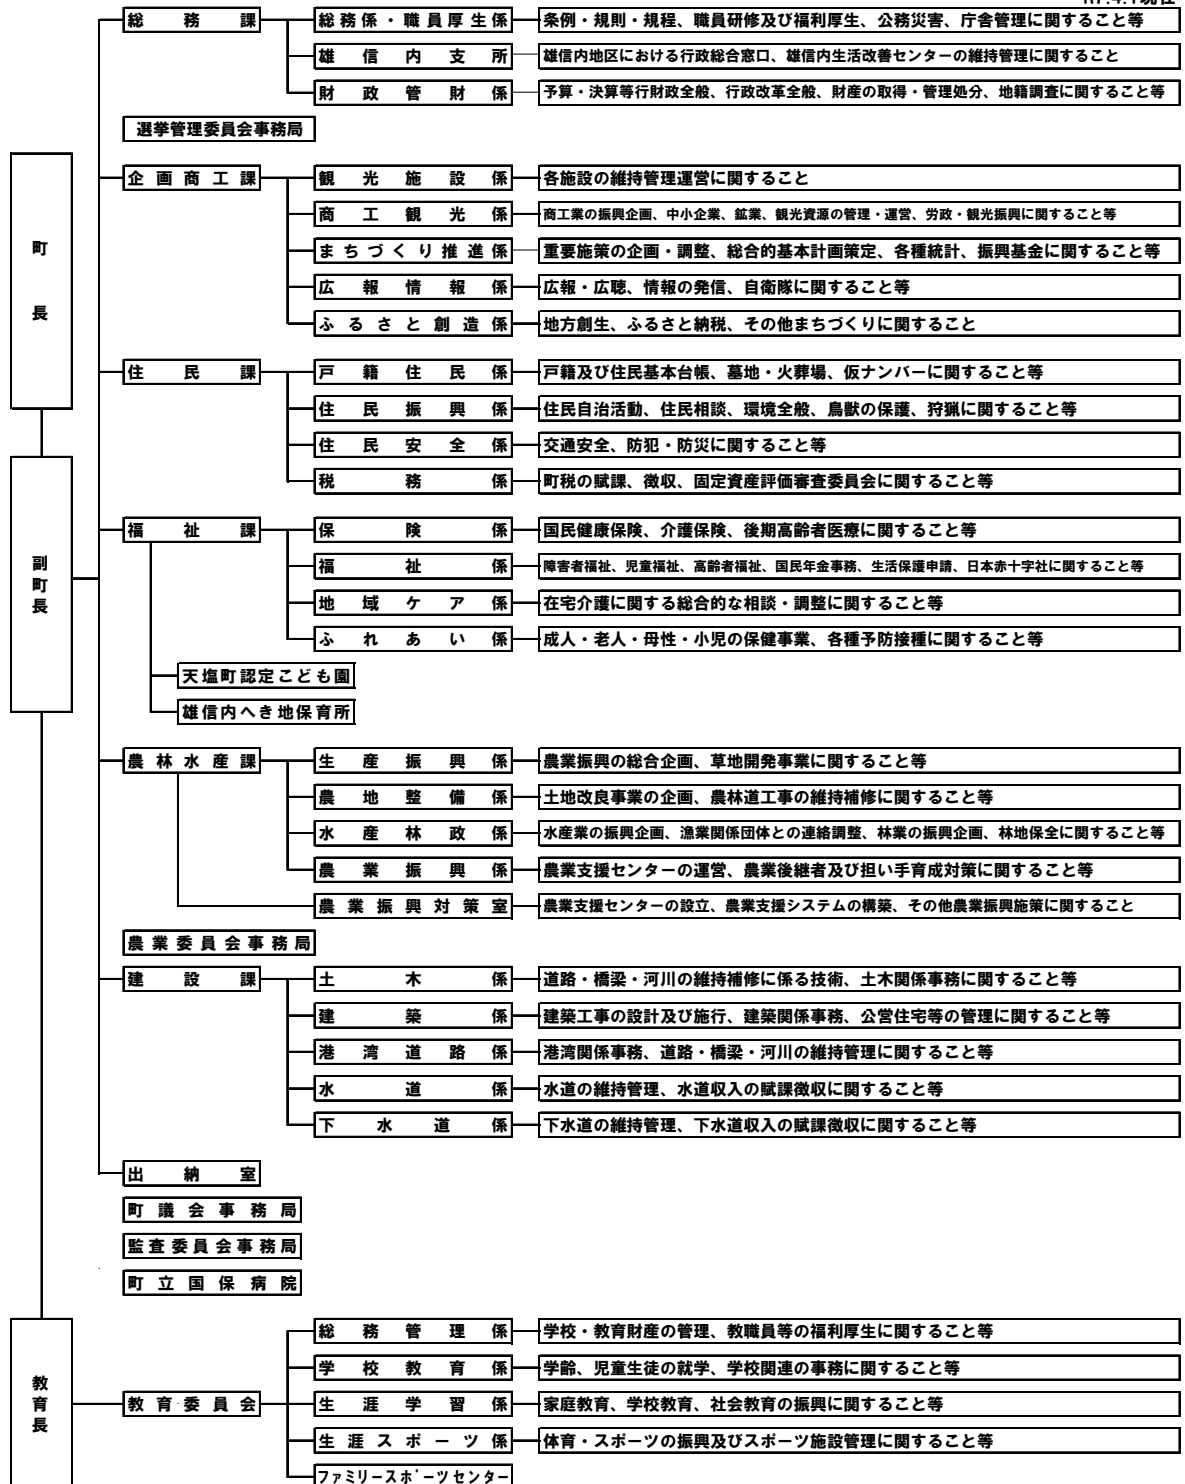 R7.4.1現在
総務課 総務係・職員厚生係 条例・規則・規程、職員研修及び福利厚生、公務災害、庁舎管理に関すること等
雄信内支所 雄信内地区における行政総合窓口、雄信内生活改善センターの維持管理に関すること
財政管財係 予算・決算等行財政全般、行政改革全般、財産の取得・管理処分、地籍調査に関すること等
選挙管理委員会事務局
町長
企画商工課 観光施設係 各施設の維持管理運営に関すること
商工観光係 商工業の振興企画、中小企業、鉱業、観光資源の管理・運営、労政・観光振興に関すること等
まちづくり推進係 重要施策の企画・調整、総合的基本計画策定、各種統計、振興基金に関すること等
広報情報係 広報・広聴、情報の発信、自衛隊に関すること等
ふるさと創造係 地方創生、ふるさと納税、その他まちづくりに関すること
住民課 戸籍住民係 戸籍及び住民基本台帳、墓地・火葬場、仮ナンバーに関すること等
住民振興係 住民自治活動、住民相談、環境全般、鳥獣の保護、狩猟に関すること等
住民安全係 交通安全、防犯・防災に関すること等
税務係 町税の賦課、徴収、固定資産評価審査委員会に関すること等
副町長
福祉課 保険係 国民健康保険、介護保険、後期高齢者医療に関すること等
福祉係 障害者福祉、児童福祉、高齢者福祉、国民年金事務、生活保護申請、日本赤十字社に関すること等
地域ケア係 在宅介護に関する総合的な相談・調整に関すること等
ふれあい係 成人・老人・母性・小児の保健事業、各種予防接種に関すること等
天塩町認定こども園
雄信内へき地保育所
農林水産課 生産振興係 農業振興の総合企画、草地開発事業に関すること等
農地整備係 土地改良事業の企画、農林道工事の維持補修に関すること等
水産林政係 水産業の振興企画、漁業関係団体との連絡調整、林業の振興企画、林地保全に関すること等
農業振興係 農業支援センターの運営、農業後継者及び担い手育成対策に関すること等
農業振興対策室 農業支援センターの設立、農業支援システムの構築、その他農業振興施策に関すること
農業委員会事務局
建設課 土木係 道路・橋梁・河川の維持補修に係る技術、土木関係事務に関すること等
建築係 建築工事の設計及び施行、建築関係事務、公営住宅等の管理に関すること等
港湾道路係 港湾関係事務、道路・橋梁・河川の維持管理に関すること等
水道係 水道の維持管理、水道収入の賦課徴収に関すること等
下水道係 下水道の維持管理、下水道収入の賦課徴収に関すること等
出納室
町議会事務局
監査委員会事務局
町立国保病院
教育長
教育委員会
総務管理係 学校・教育財産の管理、教職員等の福利厚生に関すること等
学校教育係 学齢、児童生徒の就学、学校関連の事務に関すること等
生涯学習係 家庭教育、学校教育、社会教育の振興に関すること等
生涯スポーツ係 体育・スポーツの振興及びスポーツ施設管理に関すること等
ファミリースポーツセンター